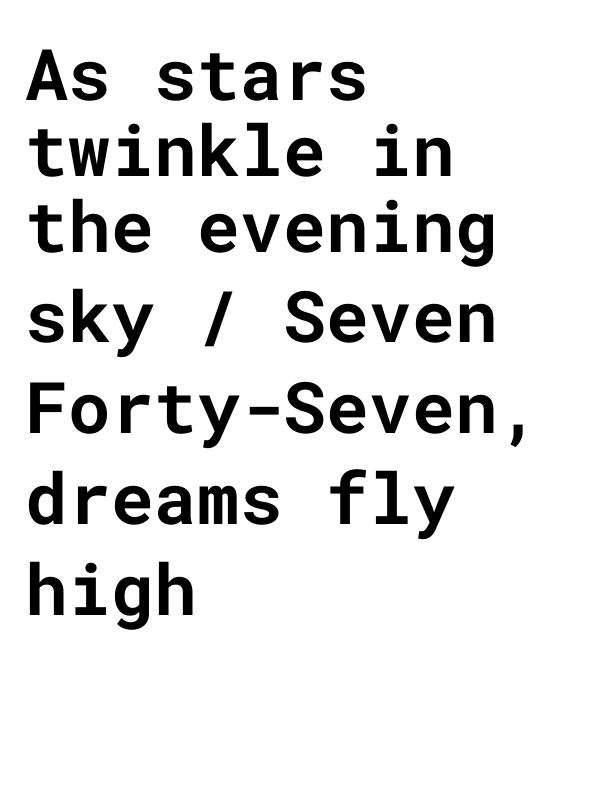 As stars
twinkle in
the evening
sky / Seven
Forty-Seven,
dreams fly
high